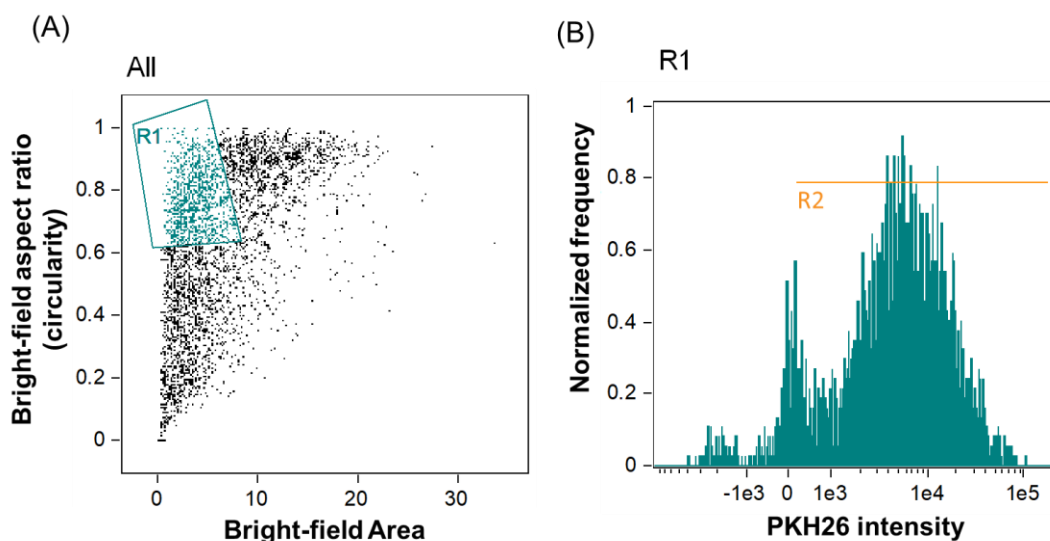 (A)
All
Bright-field aspect ratio
(circularity)
1
0.8
0.6
0.4
0.2
0
R1
0
10
20
30
Bright-field Area
(B)
R1
Normalized frequency
1
0.8
0.6
0.4
0.2
0
R2
-1e3
0
1e3
1e4
1e5
PKH26 intensity